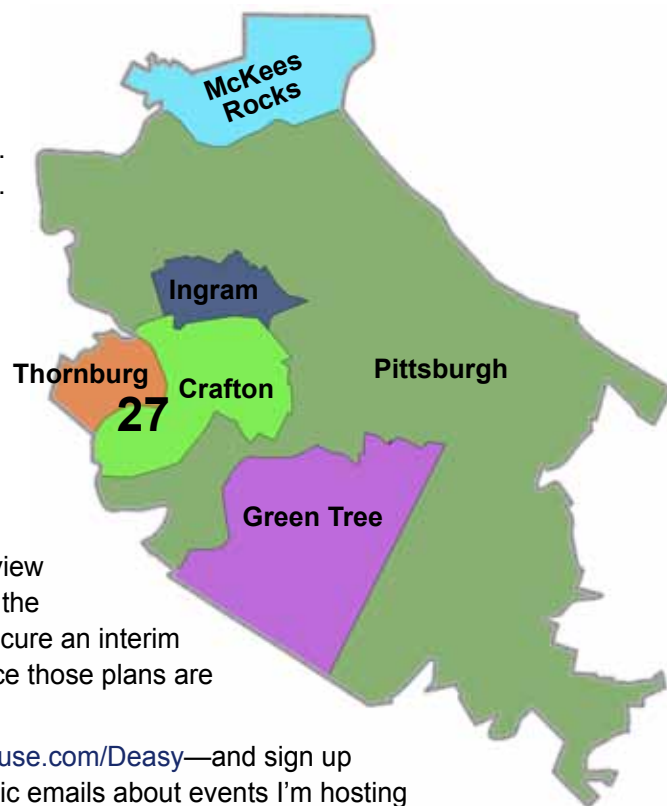 McKees
Rocks
.
.
Ingram
Thornburg
Crafton
Pittsburgh
27
Green Tree
view
the
cure an interim
ce those plans are
use.com/Deasy—and sign up
ic emails about events I'm hosting